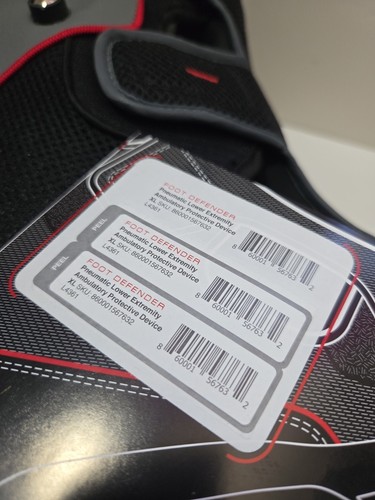 FOOT DEFENDER
Pneumatic Lower Extremity
Ambulatory Protective Device
XL SKU: 860001567632
L4361
8 60001 56763 2
PEEL
FOOT DEFENDER
Pneumatic Lower Extremity
Ambulatory Protective Device
XL SKU: 860001567632
L4361
8 60001 56763 2
PEEL
FOOT DEFENDER
Pneumatic Lower Extremity
Ambulatory Protective Device
XL SKU: 860001567632
L4361
8 60001 56763 2